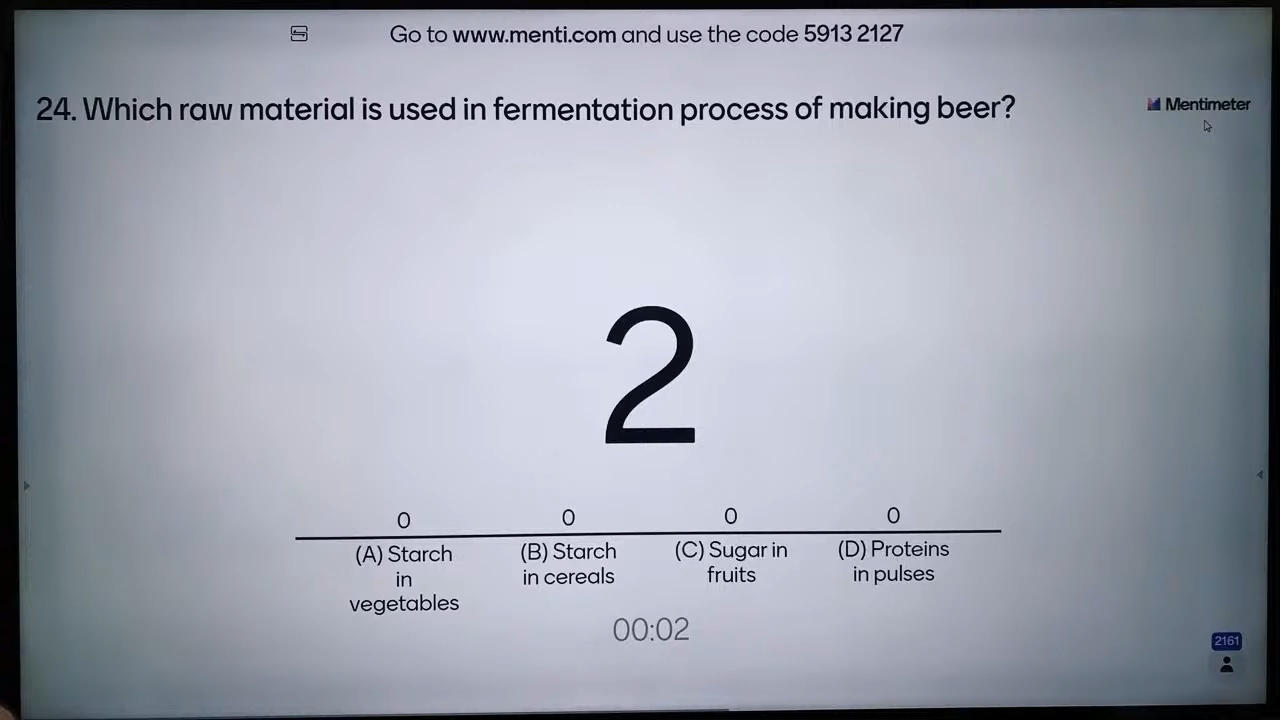 Go to www.menti.com and use the code 5913 2127
24. Which raw material is used in fermentation process of making beer?
Mentimeter
2
0
0
0
0
(A) Starch
in
vegetables
(B) Starch
in cereals
(C) Sugar in
fruits
(D) Proteins
in pulses
00:02
2161